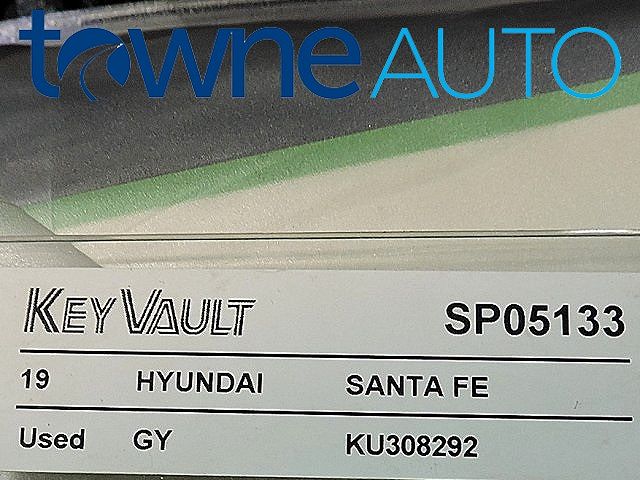 towne AUTO
KEY VAULT SP05133
19 HYUNDAI SANTA FE
Used GY KU308292